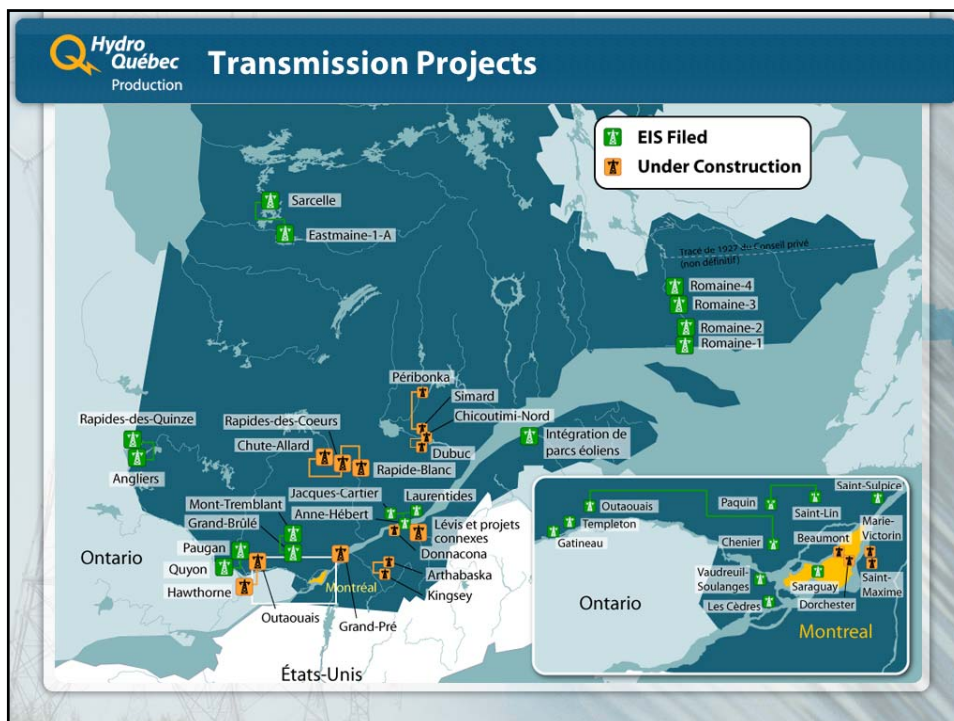 Hydro
Québec
Production
Transmission Projects
EIS Filed
Under Construction
Sarcelle
Eastmaine-1-A
Tracé de 1927 du Conseil privé
(non définitif)
Romaine-4
Romaine-3
Romaine-2
Romaine-1
Péribonka
Simard
Chicoutimi-Nord
Dubuc
Intégration de
parcs éoliens
Rapides-des-Quinze
Angliers
Rapides-des-Coeurs
Chute-Allard
Rapide-Blanc
Jacques-Cartier
Laurentides
Mont-Tremblant
Anne-Hébert
Grand-Brûlé
Lévis et projets
connexes
Donnacona
Ontario
Paugan
Quyon
Hawthorne
Arthabaska
Kingsey
Montréal
Outaouais
Grand-Pré
États-Unis
Saint-Sulpice
Outaouais
Paquin
Saint-Lin
Templeton
Gatineau
Chenier
Marie-
Victorin
Beaumont
Vaudreuil-
Soulanges
Saraguay
Saint-
Maxime
Ontario
Les Cèdres
Dorchester
Montreal